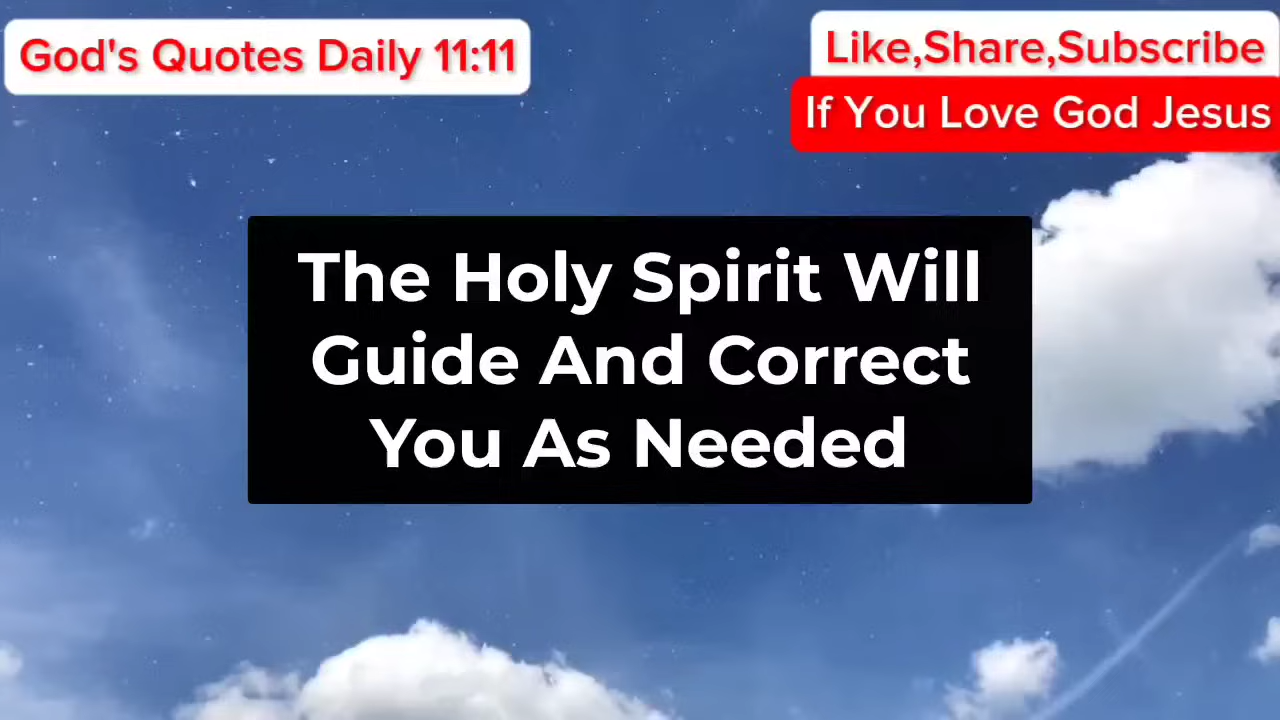 God's Quotes Daily 11:11
Like,Share,Subscribe
If You Love God Jesus
The Holy Spirit Will
Guide And Correct
You As Needed